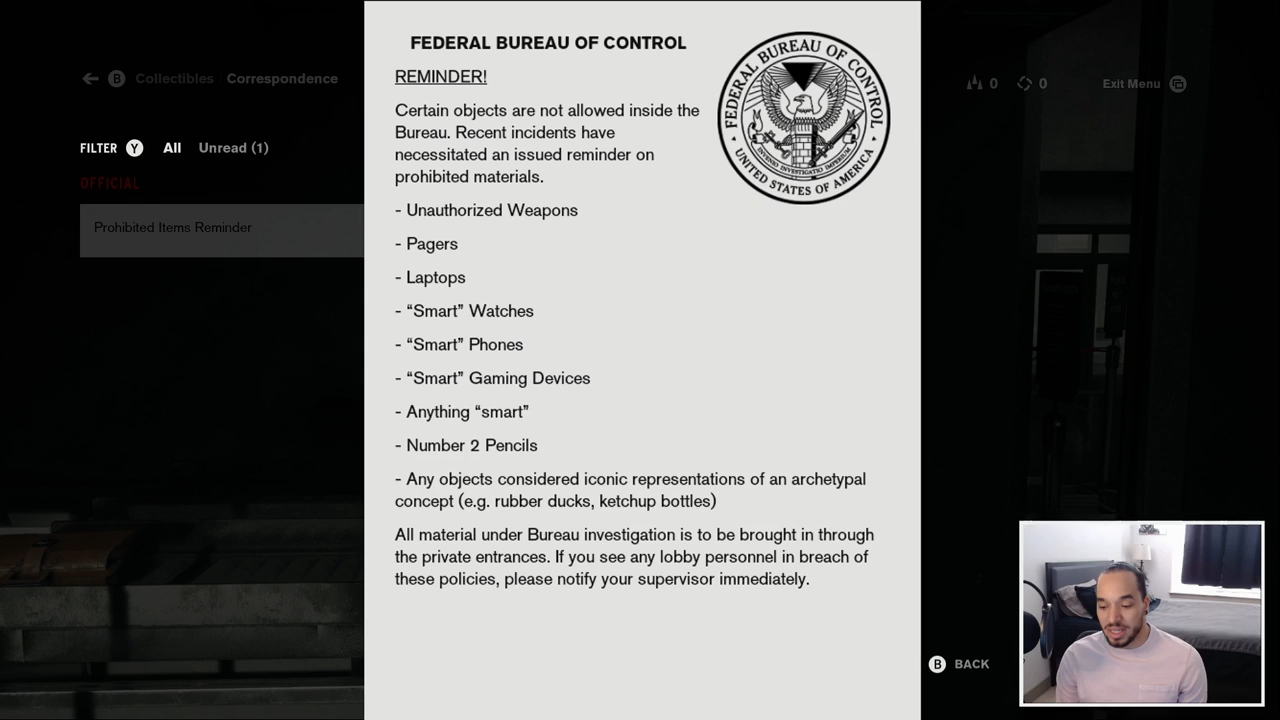 FEDERAL BUREAU OF CONTROL
REMINDER!
Certain objects are not allowed inside the
Bureau. Recent incidents have
necessitated an issued reminder on
prohibited materials.
- Unauthorized Weapons
- Pagers
- Laptops
- “Smart” Watches
- “Smart” Phones
- “Smart” Gaming Devices
- Anything “smart”
- Number 2 Pencils
- Any objects considered iconic representations of an archetypal
concept (e.g. rubber ducks, ketchup bottles)
All material under Bureau investigation is to be brought in through
the private entrances. If you see any lobby personnel in breach of
these policies, please notify your supervisor immediately.
FEDERAL BUREAU OF CONTROL
INVENIO INVESTIGATIO IMPERIUM
UNITED STATES OF AMERICA
B Collectibles Correspondence
FILTER Y All Unread (1)
OFFICIAL
Prohibited Items Reminder
0 0 Exit Menu
B BACK